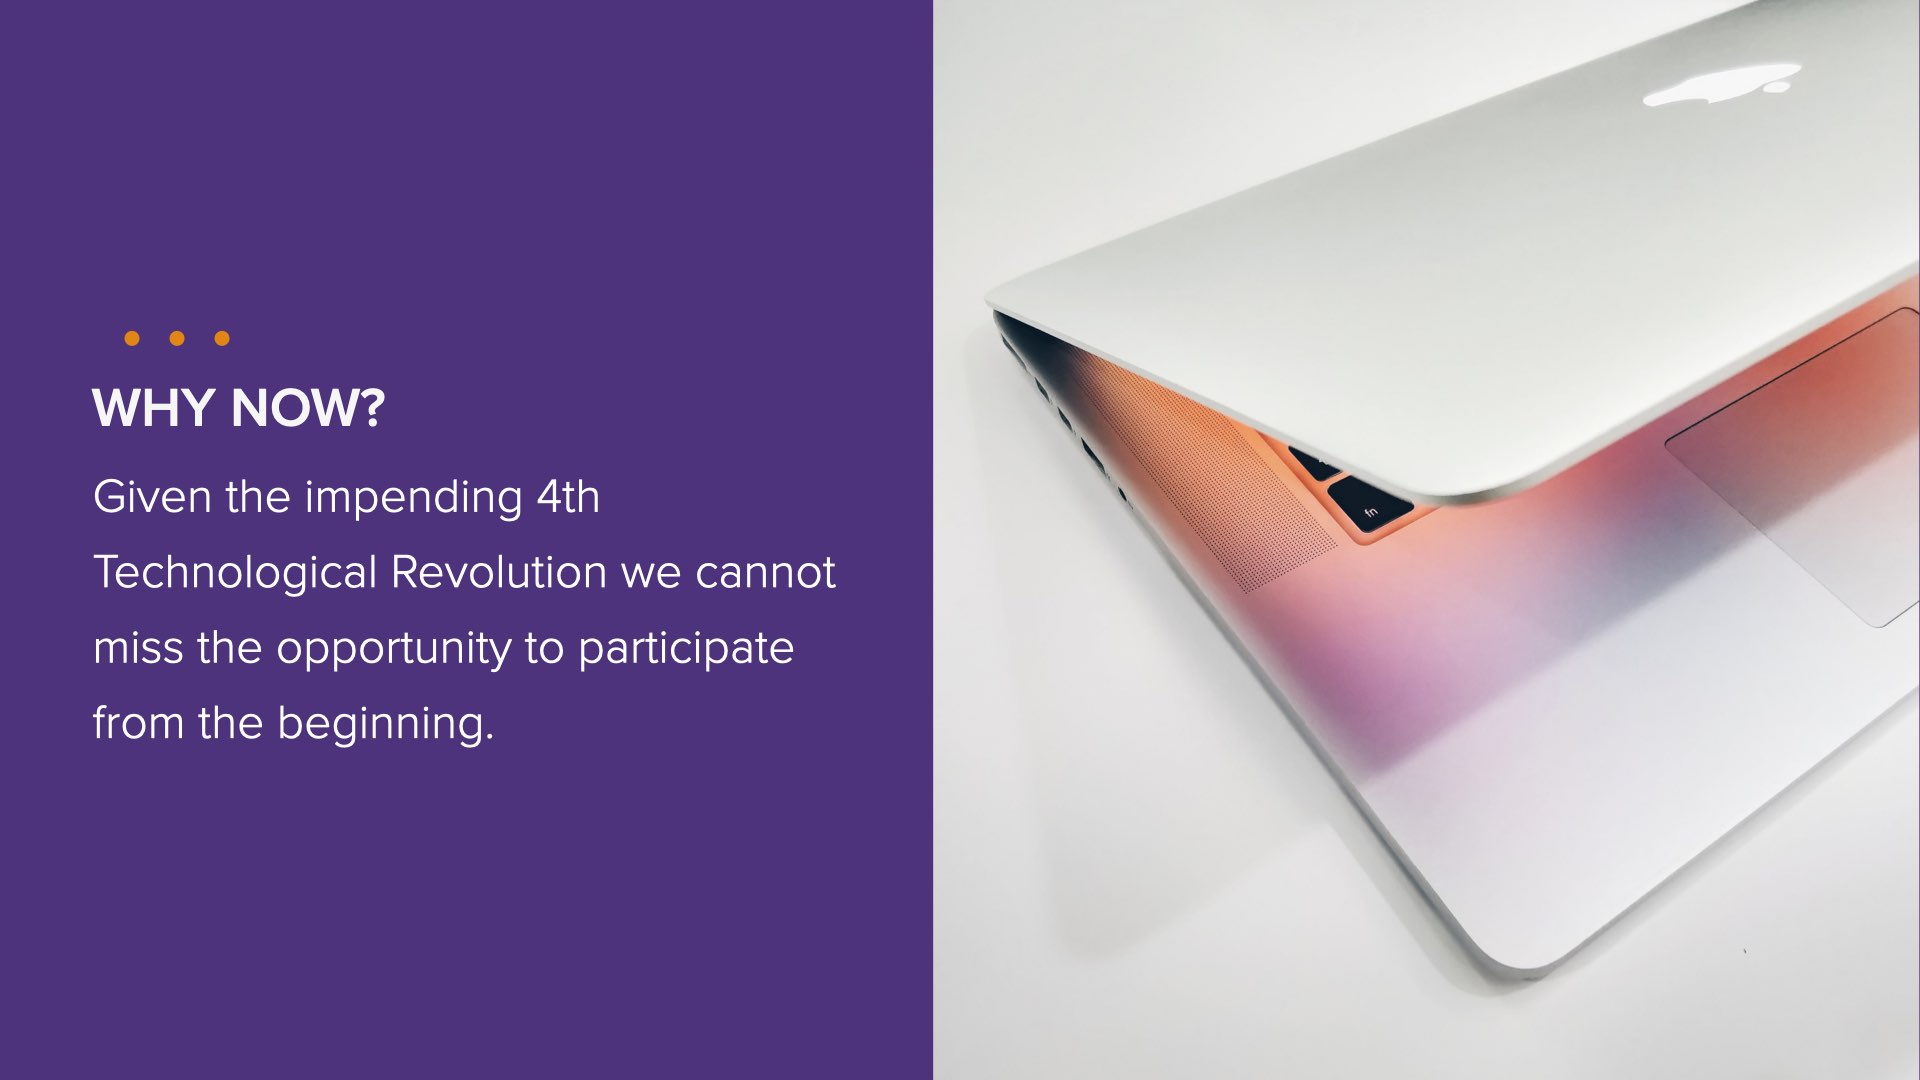 WHY NOW?
Given the impending 4th
Technological Revolution we cannot
miss the opportunity to participate
from the beginning.
fn